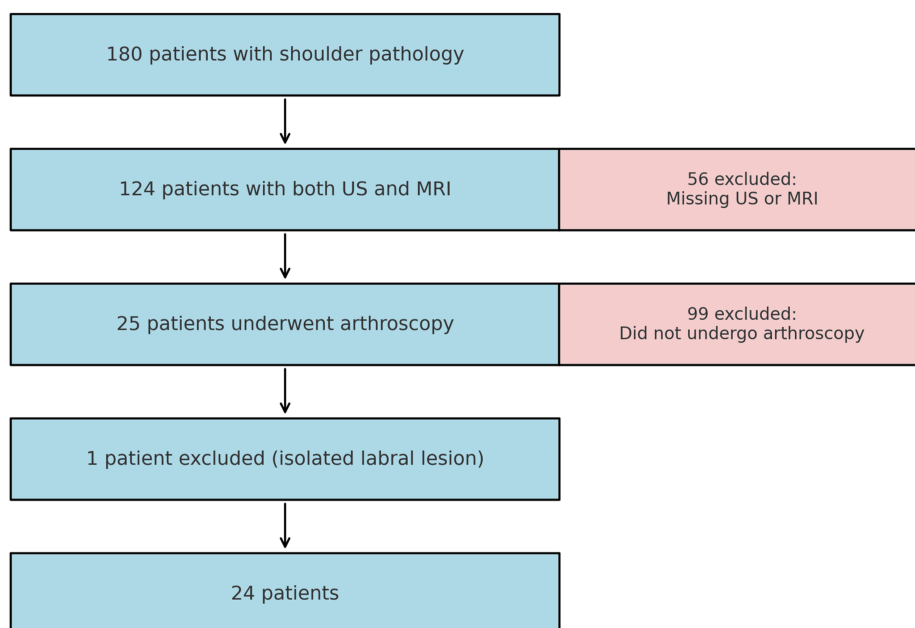 180 patients with shoulder pathology
124 patients with both US and MRI
56 excluded:
Missing US or MRI
25 patients underwent arthroscopy
99 excluded:
Did not undergo arthroscopy
1 patient excluded (isolated labral lesion)
24 patients